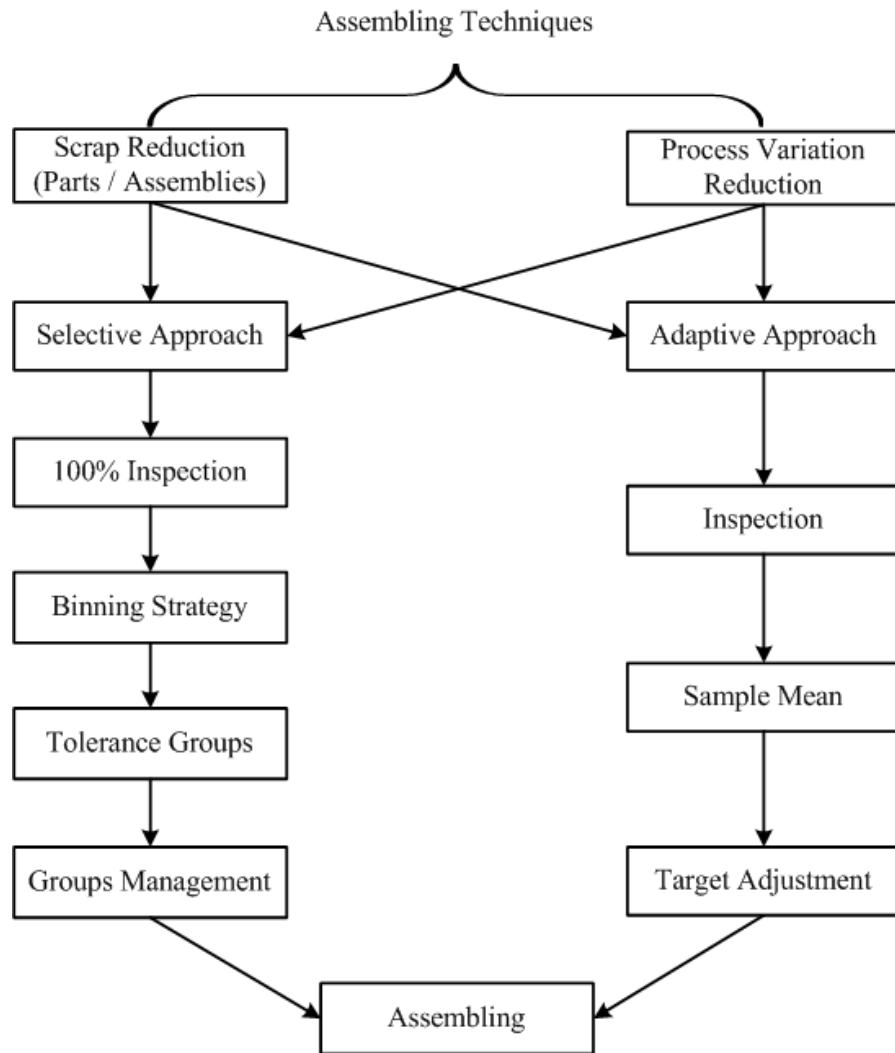 Assembling Techniques
Scrap Reduction
(Parts / Assemblies)
Process Variation
Reduction
Selective Approach
Adaptive Approach
100% Inspection
Inspection
Binning Strategy
Sample Mean
Tolerance Groups
Groups Management
Target Adjustment
Assembling